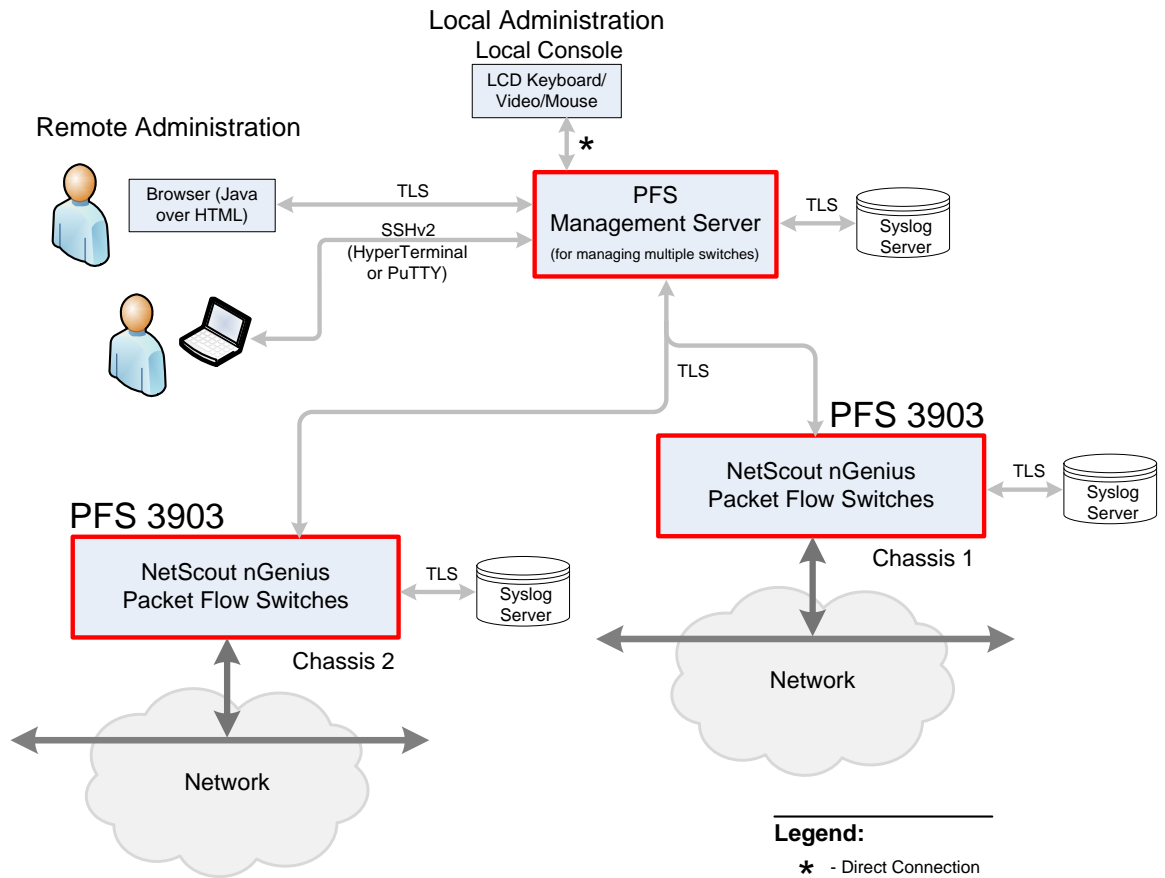 Local Administration
Local Console
LCD Keyboard/
Video/Mouse
*
Remote Administration
Browser (Java
over HTML)
TLS
SSHv2
(HyperTerminal
or PuTTY)
PFS
Management Server
(for managing multiple switches)
TLS
Syslog
Server
TLS
PFS 3903
NetScout nGenius
Packet Flow Switches
TLS
Syslog
Server
Chassis 1
Network
PFS 3903
NetScout nGenius
Packet Flow Switches
TLS
Syslog
Server
Chassis 2
Network
Legend:
* - Direct Connection